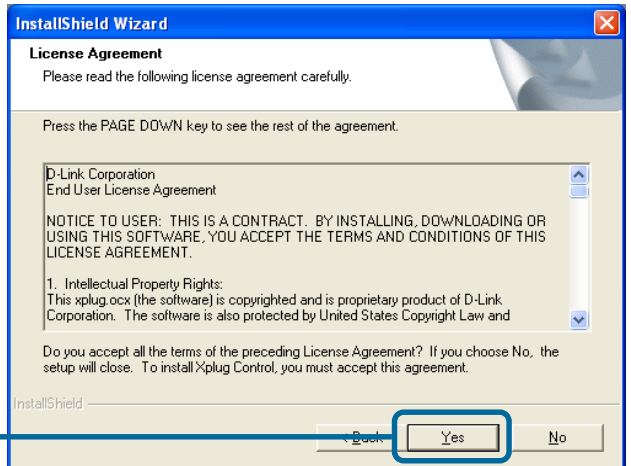 InstallShield Wizard
License Agreement
Please read the following license agreement carefully.
Press the PAGE DOWN key to see the rest of the agreement.
D-Link Corporation
End User License Agreement
NOTICE TO USER: THIS IS A CONTRACT. BY INSTALLING, DOWNLOADING OR
USING THIS SOFTWARE, YOU ACCEPT THE TERMS AND CONDITIONS OF THIS
LICENSE AGREEMENT.
1. Intellectual Property Rights:
This xplug.ocx (the software) is copyrighted and is proprietary product of D-Link
Corporation. The software is also protected by United States Copyright Law and
Do you accept all the terms of the preceding License Agreement? If you choose No, the
setup will close. To install Xplug Control, you must accept this agreement.
InstallShield
< Back Yes No